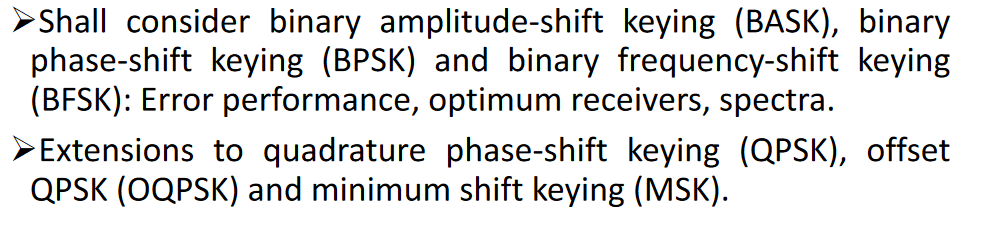 ➢Shall consider binary amplitude-shift keying (BASK), binary
phase-shift keying (BPSK) and binary frequency-shift keying
(BFSK): Error performance, optimum receivers, spectra.
➢Extensions to quadrature phase-shift keying (QPSK), offset
QPSK (OQPSK) and minimum shift keying (MSK).